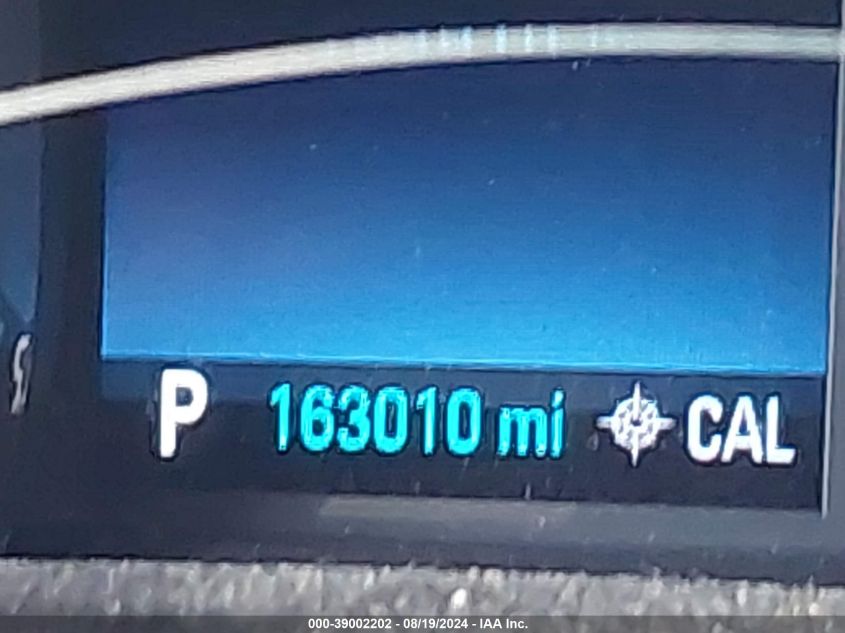 P 163010 mi CAL
000-39002202 - 08/19/2024 - IAA Inc.